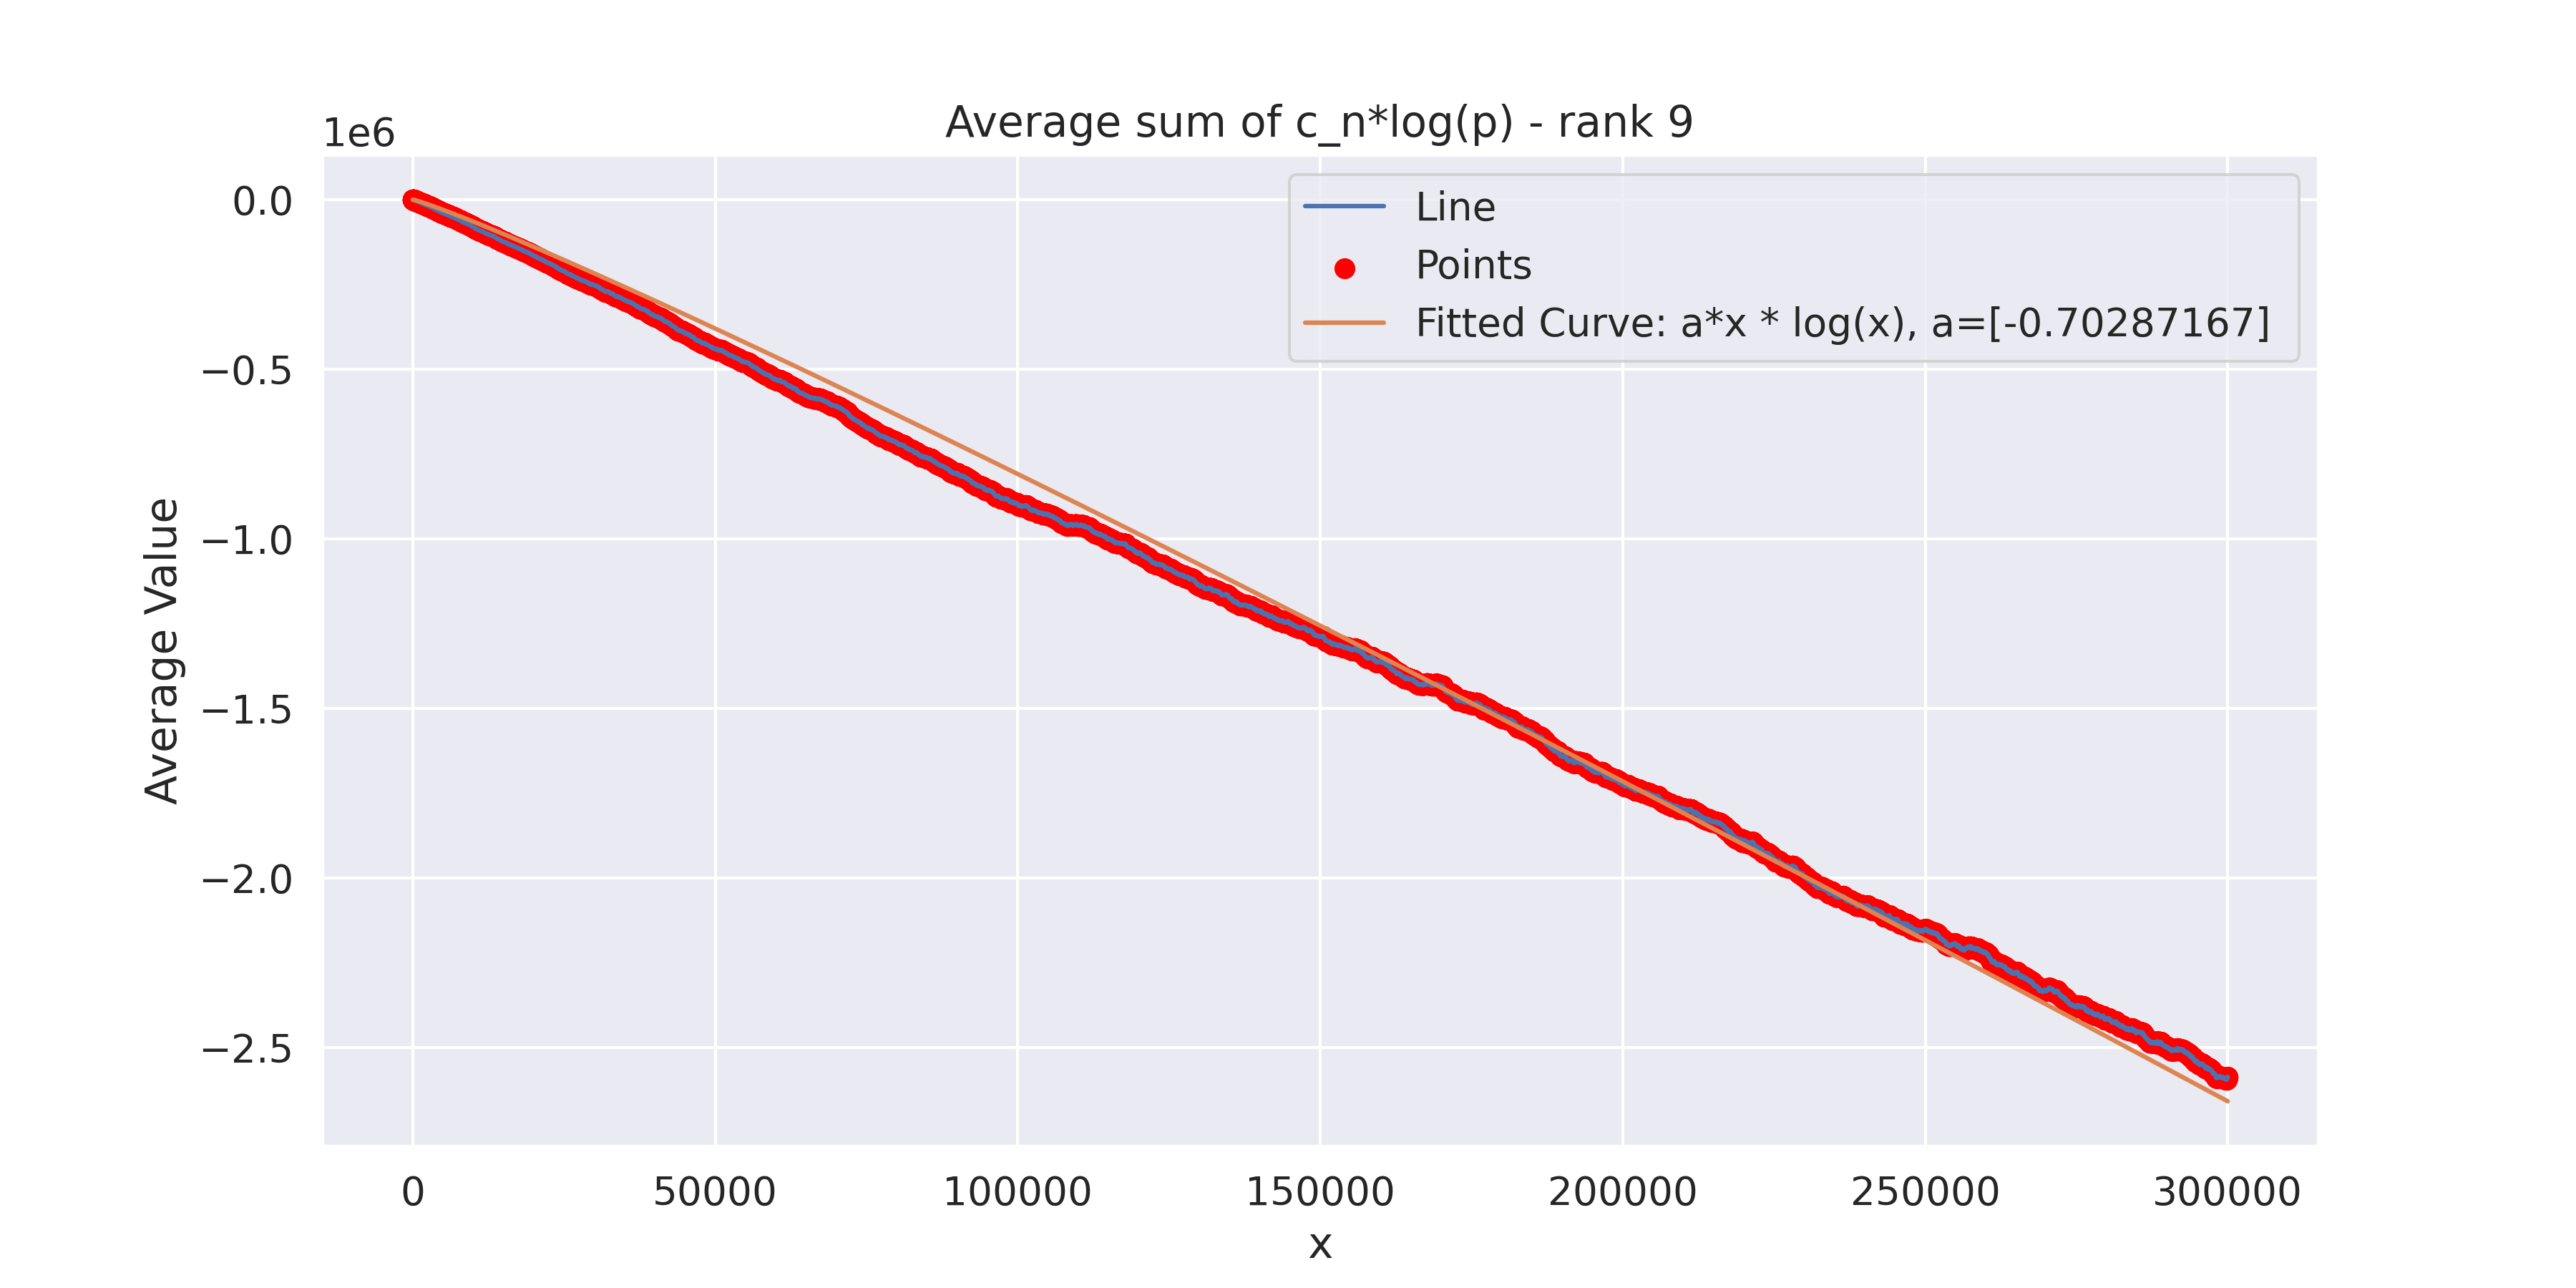 Average sum of c_n*log(p) - rank 9
1e6
Line
Points
Fitted Curve: a*x * log(x), a=[-0.70287167]
Average Value
0.0
−0.5
−1.0
−1.5
−2.0
−2.5
0 50000 100000 150000 200000 250000 300000
x